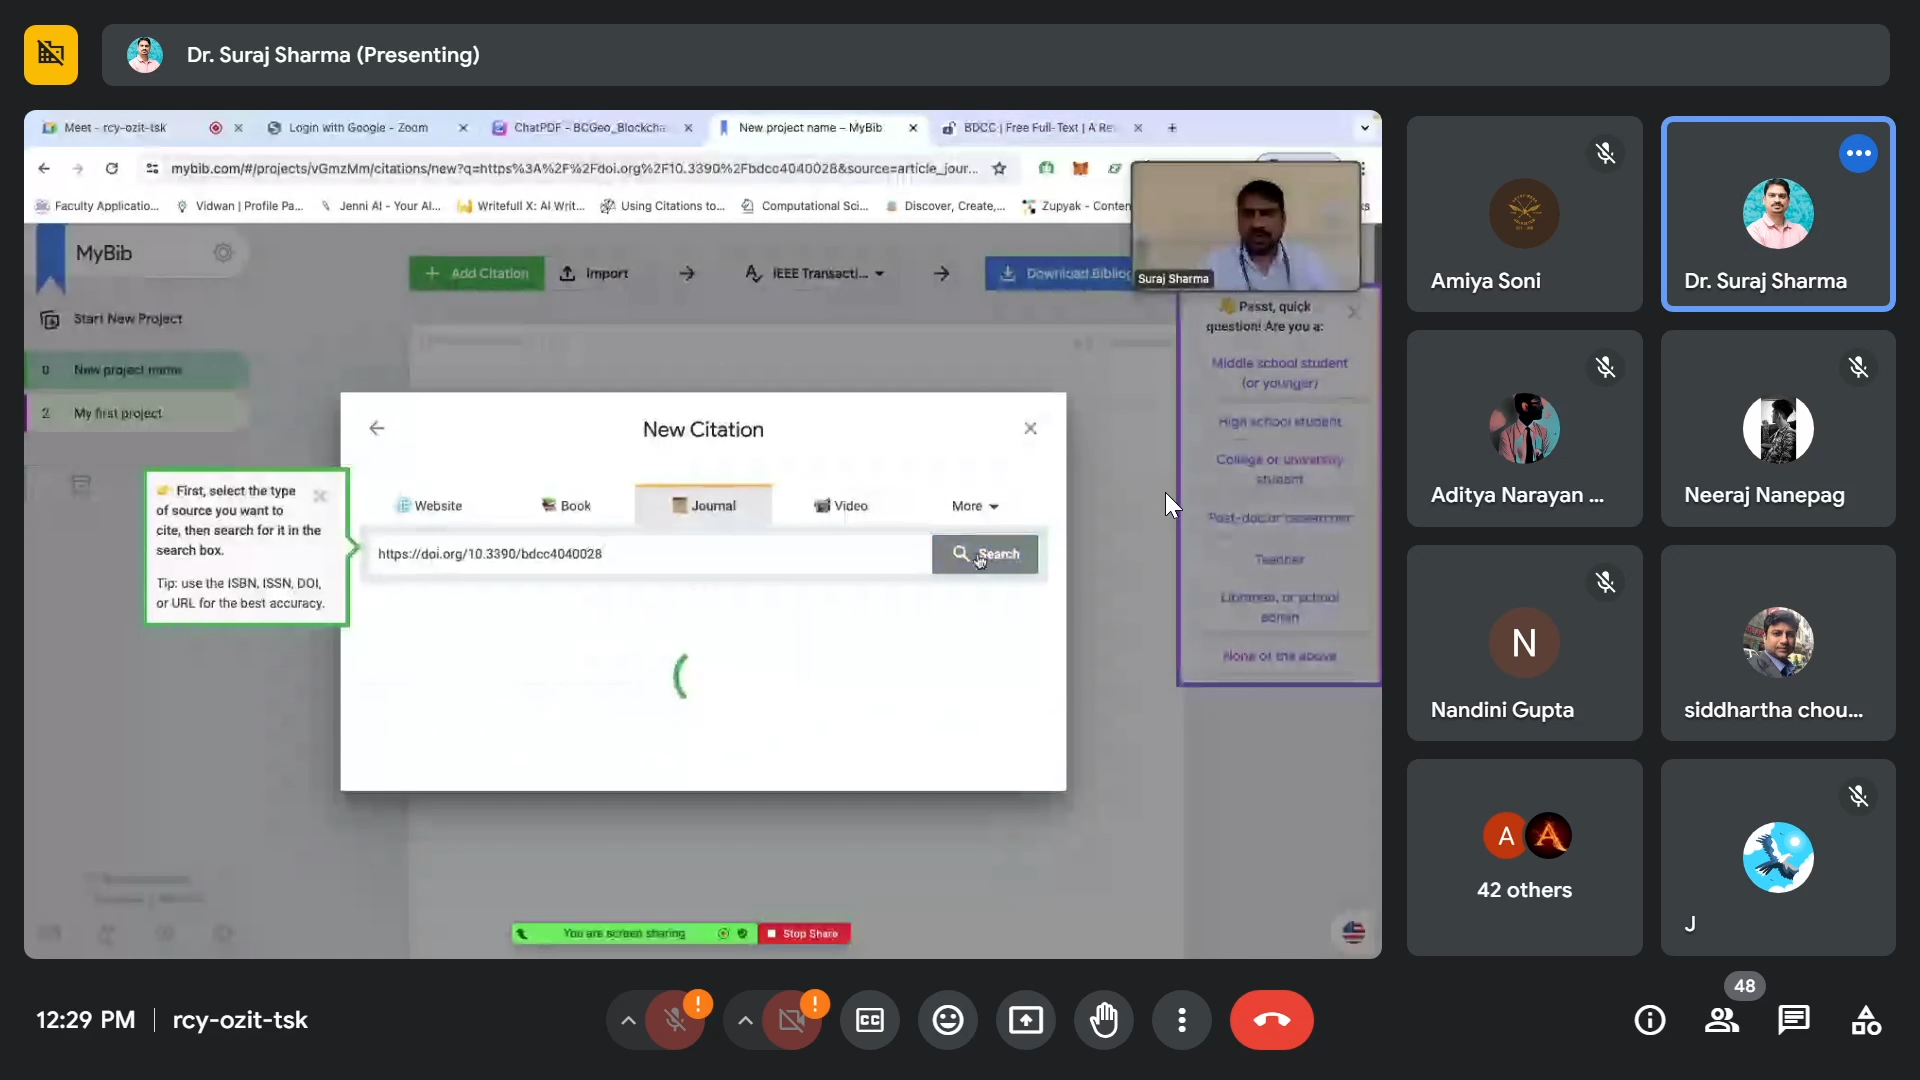 Dr. Suraj Sharma (Presenting)
Meet - rcy-ozit-tsk
Login with Google - Zoom
ChatPDF - BCGeo_Blockcha
New project name – MyBib
BDCC | Free Full-Text | A Re
mybib.com/#/projects/vGmzMm/citations/new?q=https%3A%2F%2Fdoi.org%2F10.3390%2Fbdcc4040028&source=article_jour...
Faculty Applicatio...
Vidwan | Profile Pa...
Jenni AI - Your AI...
Writefull X: AI Writ...
Using Citations to...
Computational Sci...
Discover, Create,...
Zupyak - Conten
MyBib
Add Citation
Import
IEEE Transacti...
Download Bibliog
Suraj Sharma
Start New Project
0 New project name
2 My first project
Pssst, quick
question! Are you a:
Middle school student
(or younger)
High school student
College or university
student
Post-doctor researcher
Teacher
Librarian, or school
admin
None of the above
New Citation
Website
Book
Journal
Video
More
https://doi.org/10.3390/bdcc4040028
Search
First, select the type
of source you want to
cite, then search for it in the
search box.
Tip: use the ISBN, ISSN, DOI,
or URL for the best accuracy.
You are screen sharing
Stop Share
Amiya Soni
Dr. Suraj Sharma
Aditya Narayan ...
Neeraj Nanepag
N
Nandini Gupta
siddhartha chou...
A A
42 others
J
12:29 PM
rcy-ozit-tsk
CC
48